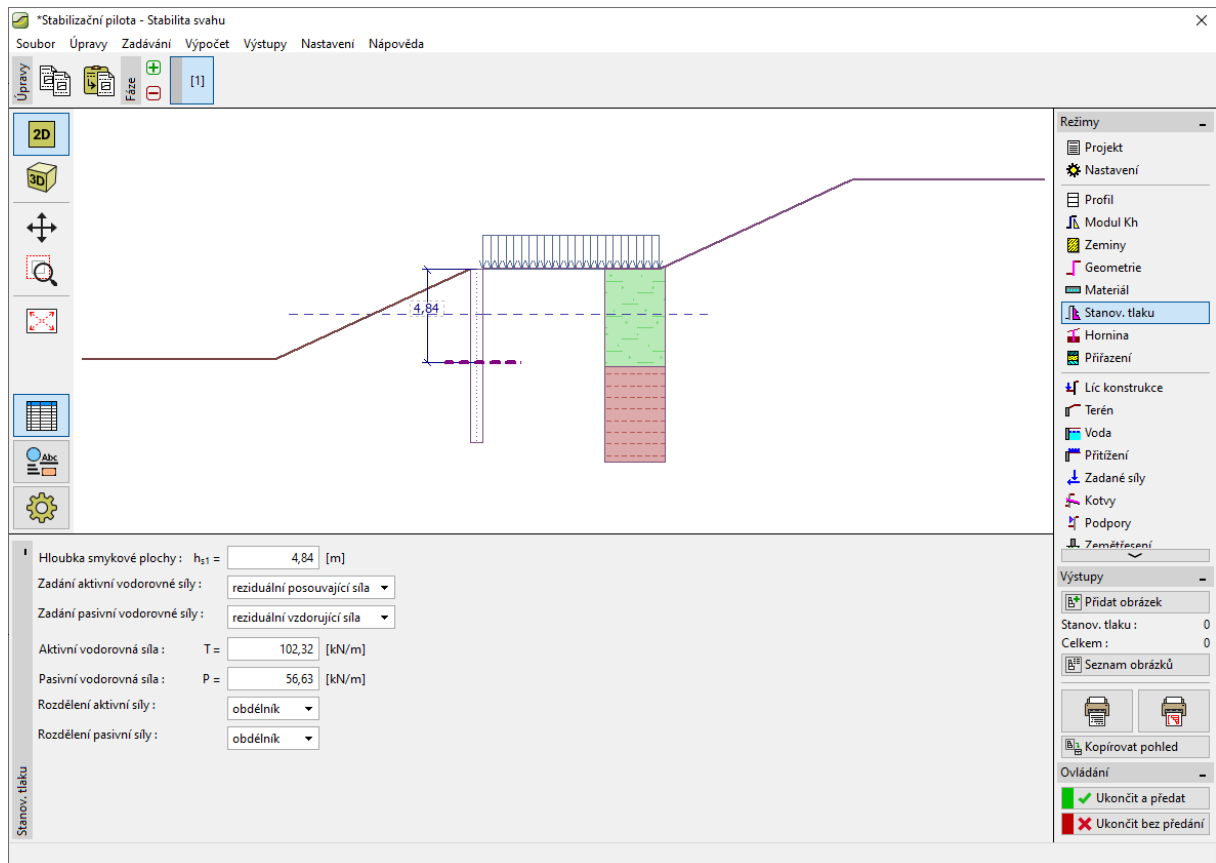 *Stabilizační pilota - Stabilita svahu
Soubor Úpravy Zadávání Výpočet Výstupy Nastavení Nápověda
Úpravy
Fáze
[1]
2D
3D
Abc
4,84
Režimy
Projekt
Nastavení
Profil
Modul Kh
Zeminy
Geometrie
Materiál
Stanov. tlaku
Hornina
Přiřazení
Líc konstrukce
Terén
Voda
Přitížení
Zadané síly
Kotvy
Podpory
Zemětřesení
Stanov. tlaku
Hloubka smykové plochy : hs1 = 4,84 [m]
Zadání aktivní vodorovné síly : reziduální posouvající síla
Zadání pasivní vodorovné síly : reziduální vzdorující síla
Aktivní vodorovná síla : T = 102,32 [kN/m]
Pasivní vodorovná síla : P = 56,63 [kN/m]
Rozdělení aktivní síly : obdélník
Rozdělení pasivní síly : obdélník
Výstupy
Přidat obrázek
Stanov. tlaku : 0
Celkem : 0
Seznam obrázků
Kopírovat pohled
Ovládání
Ukončit a předat
Ukončit bez předání